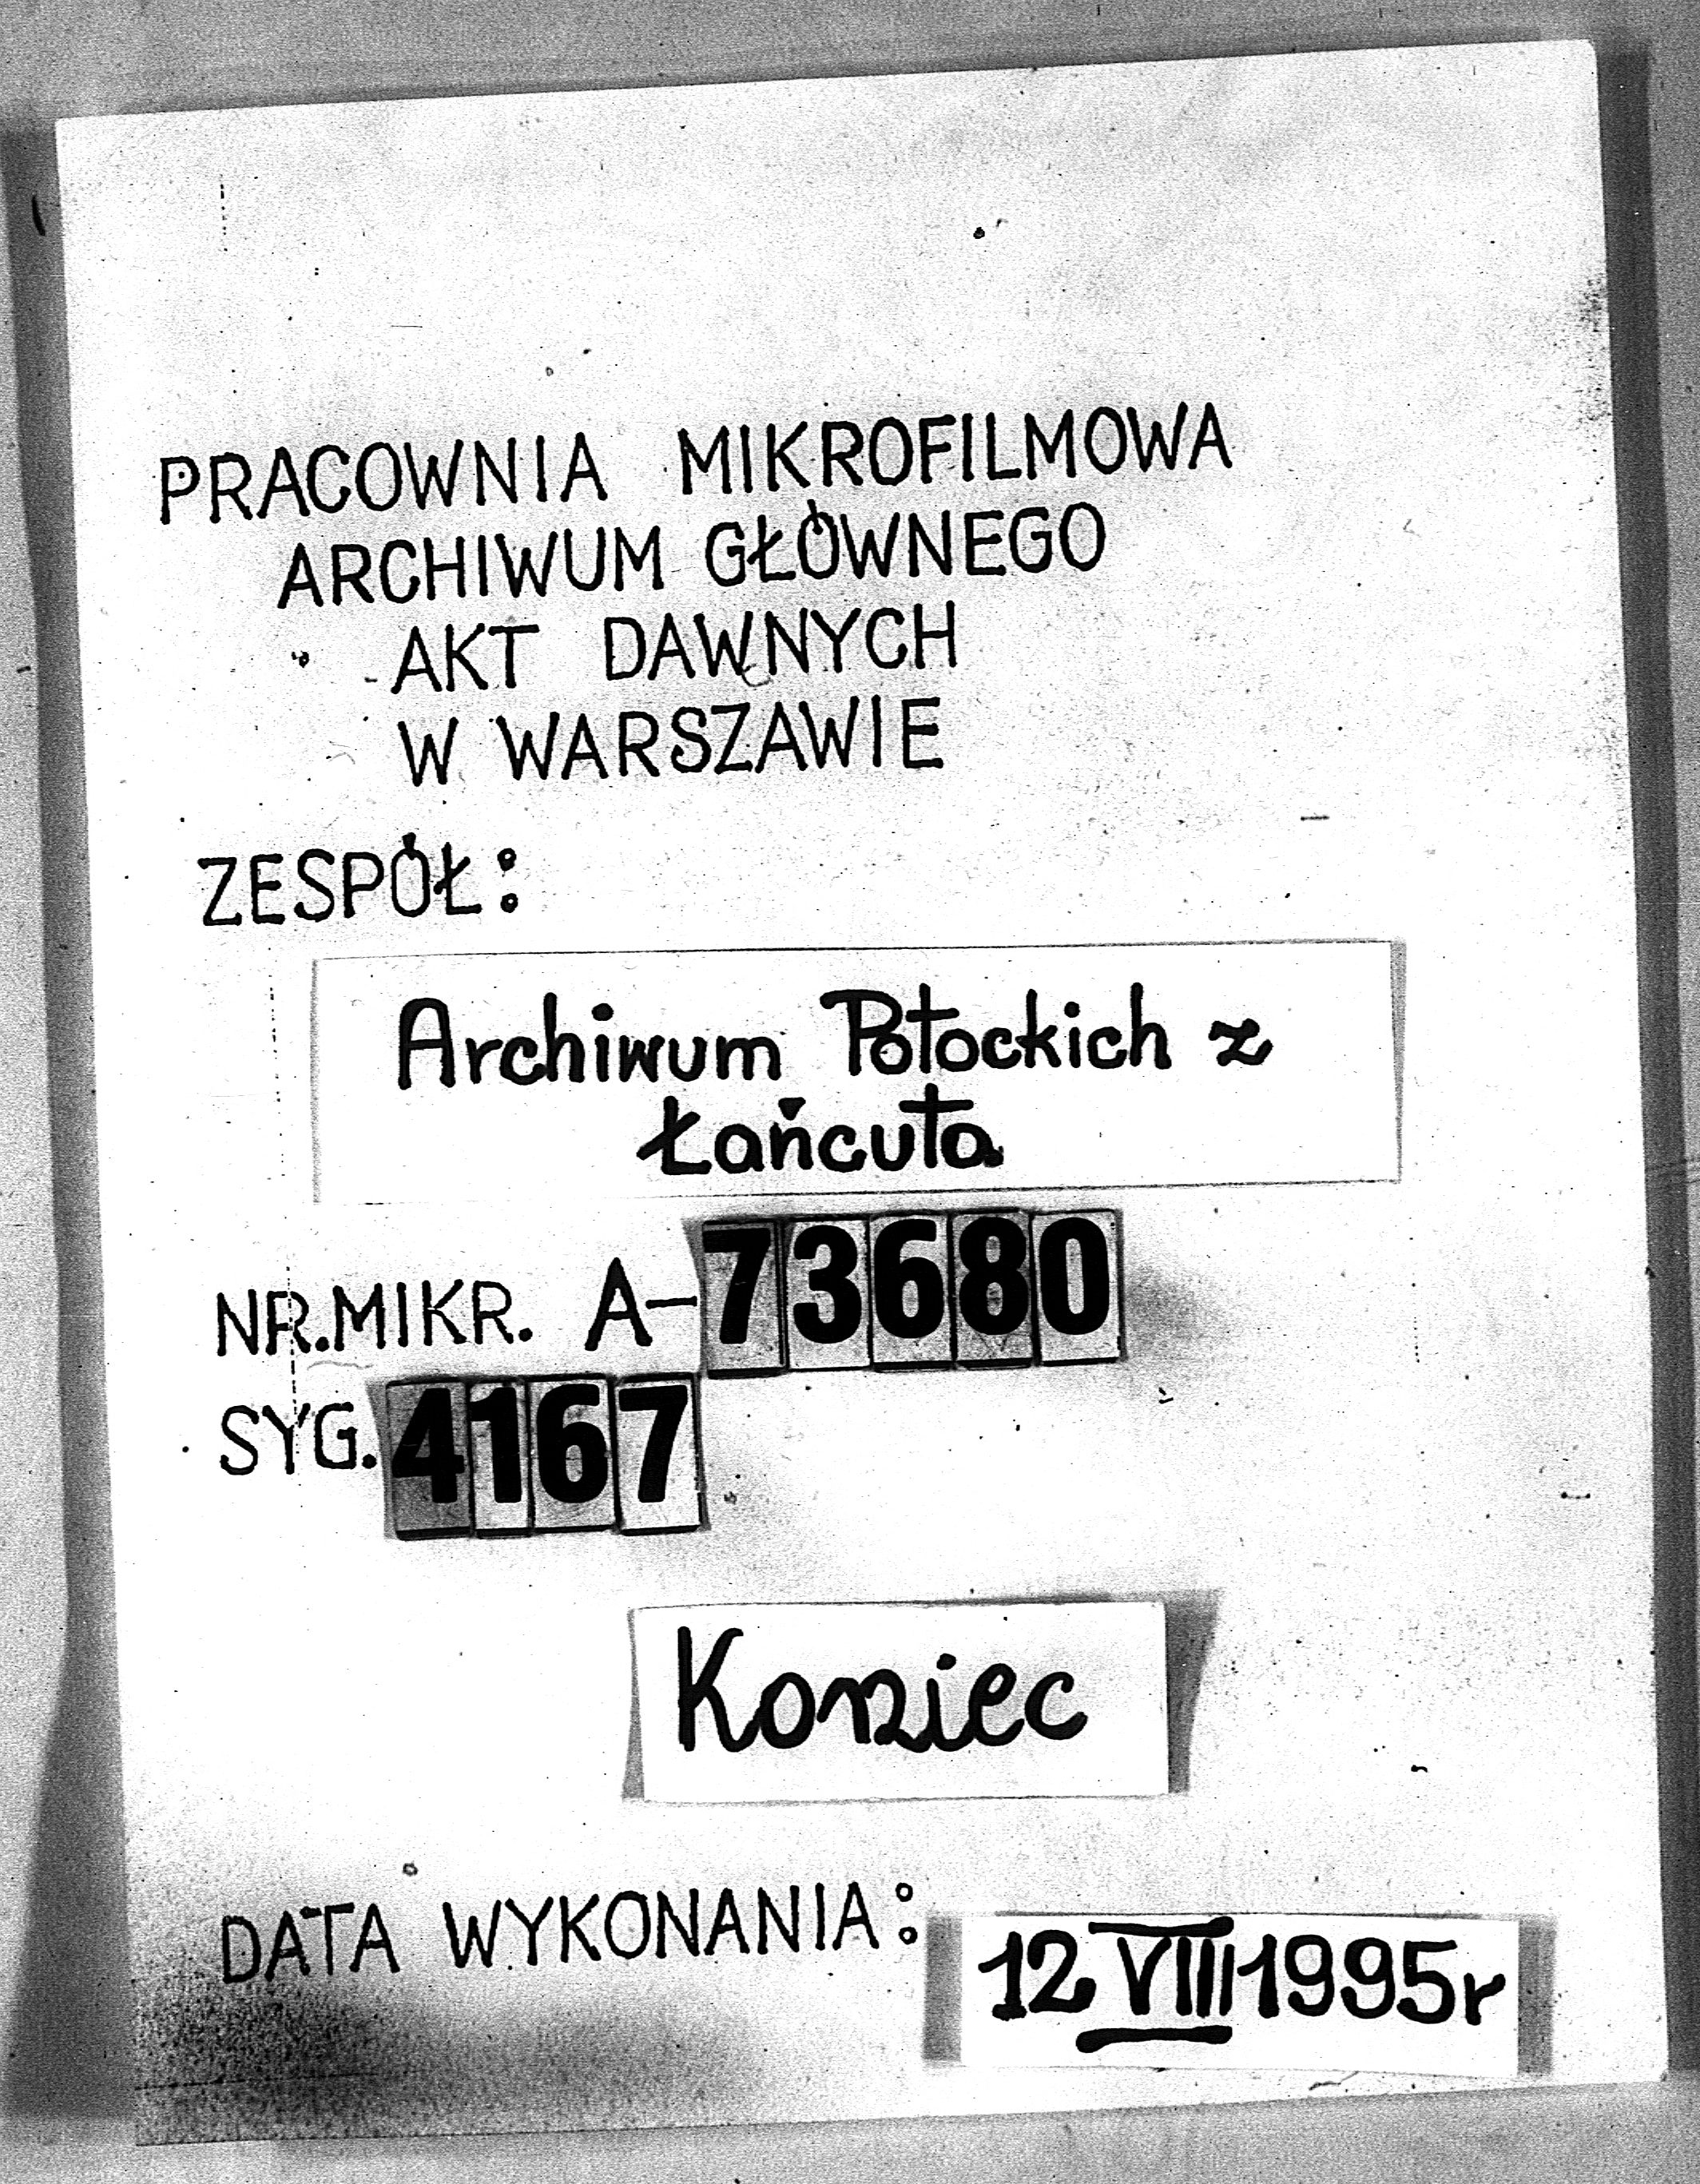 PRACOWNIA MIKROFILMOWA
ARCHIWUM GŁÓWNEGO
AKT DAWNYCH
W WARSZAWIE
ZESPÓŁ:
Archiwum Potockich z
Łańcuta
NR.MIKR. A-73680
SYG. 4167
Koniec
DATA WYKONANIA: 12 VIII 1995r